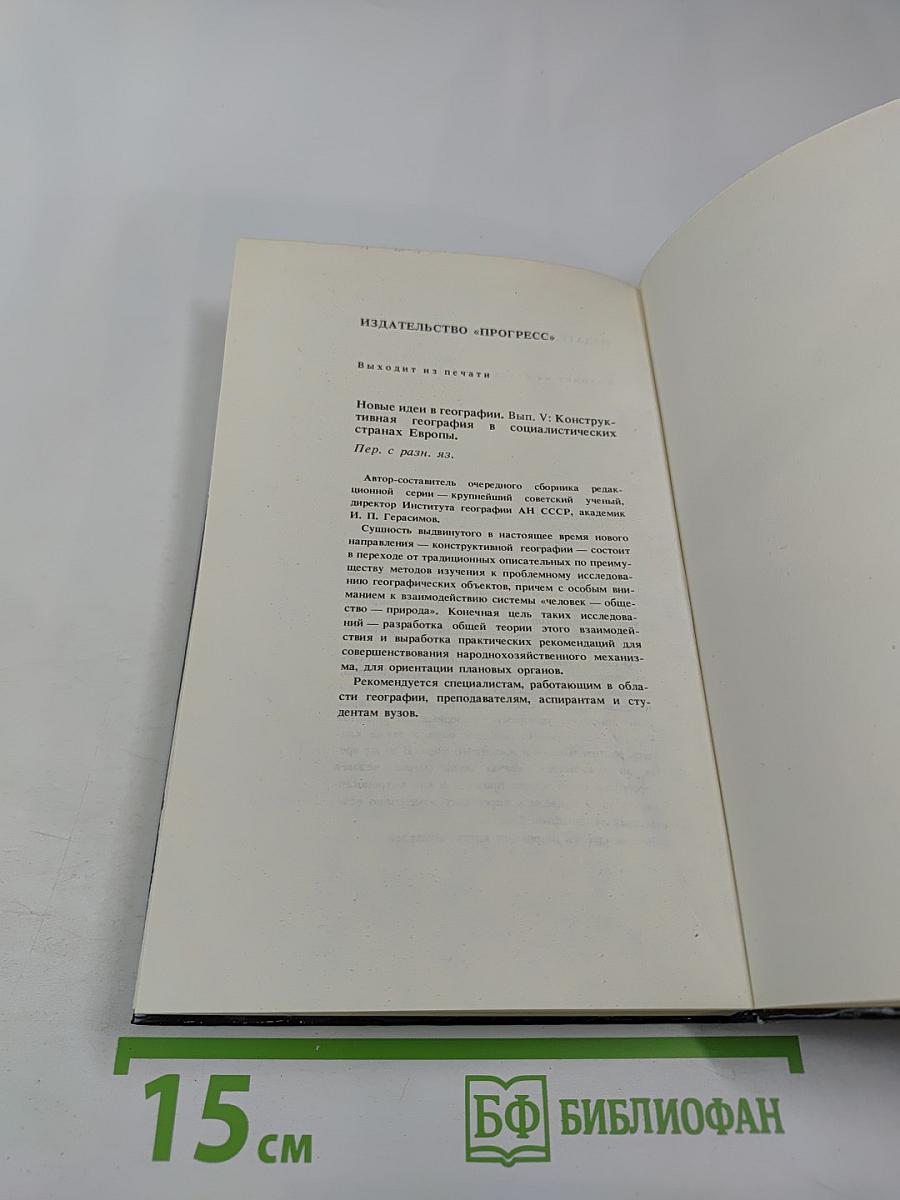 ИЗДАТЕЛЬСТВО «ПРОГРЕСС»
Выходит из печати
Новые идеи в географии. Вып. V: Конструк-
тивная география в социалистических
странах Европы.
Пер. с разн. яз.
Автор-составитель очередного сборника редак-
ционной серии — крупнейший советский ученый,
директор Института географии АН СССР, академик
И. П. Герасимов.
Сущность выдвинутого в настоящее время нового
направления — конструктивной географии — состоит
в переходе от традиционных описательных по преиму-
ществу методов изучения к проблемному исследова-
нию географических объектов, причем с особым вни-
манием к взаимодействию системы «человек — обще-
ство — природа». Конечная цель таких исследова-
ний — разработка общей теории этого взаимодей-
ствия и выработка практических рекомендаций для
совершенствования народнохозяйственного механиз-
ма, для ориентации плановых органов.
Рекомендуется специалистам, работающим в обла-
сти географии, преподавателям, аспирантам и сту-
дентам вузов.
15 см
БФ БИБЛИОФАН